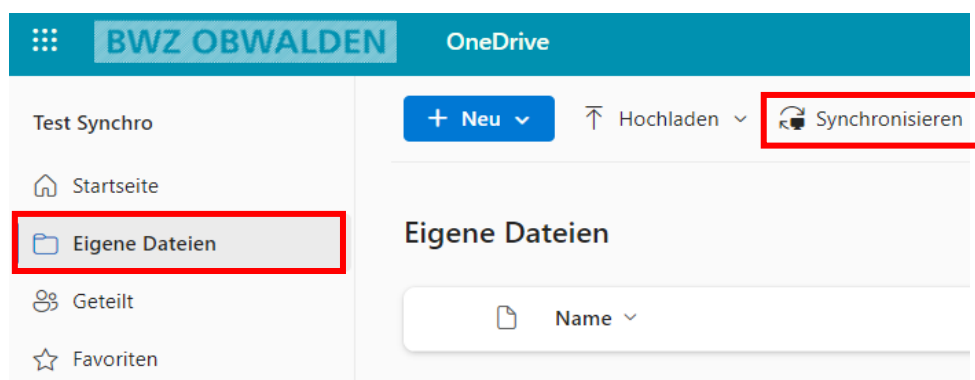 BWZ OBWALDEN OneDrive
Test Synchro
+ Neu Hochladen Synchronisieren
Startseite
Eigene Dateien
Eigene Dateien
Geteilt
Name
Favoriten